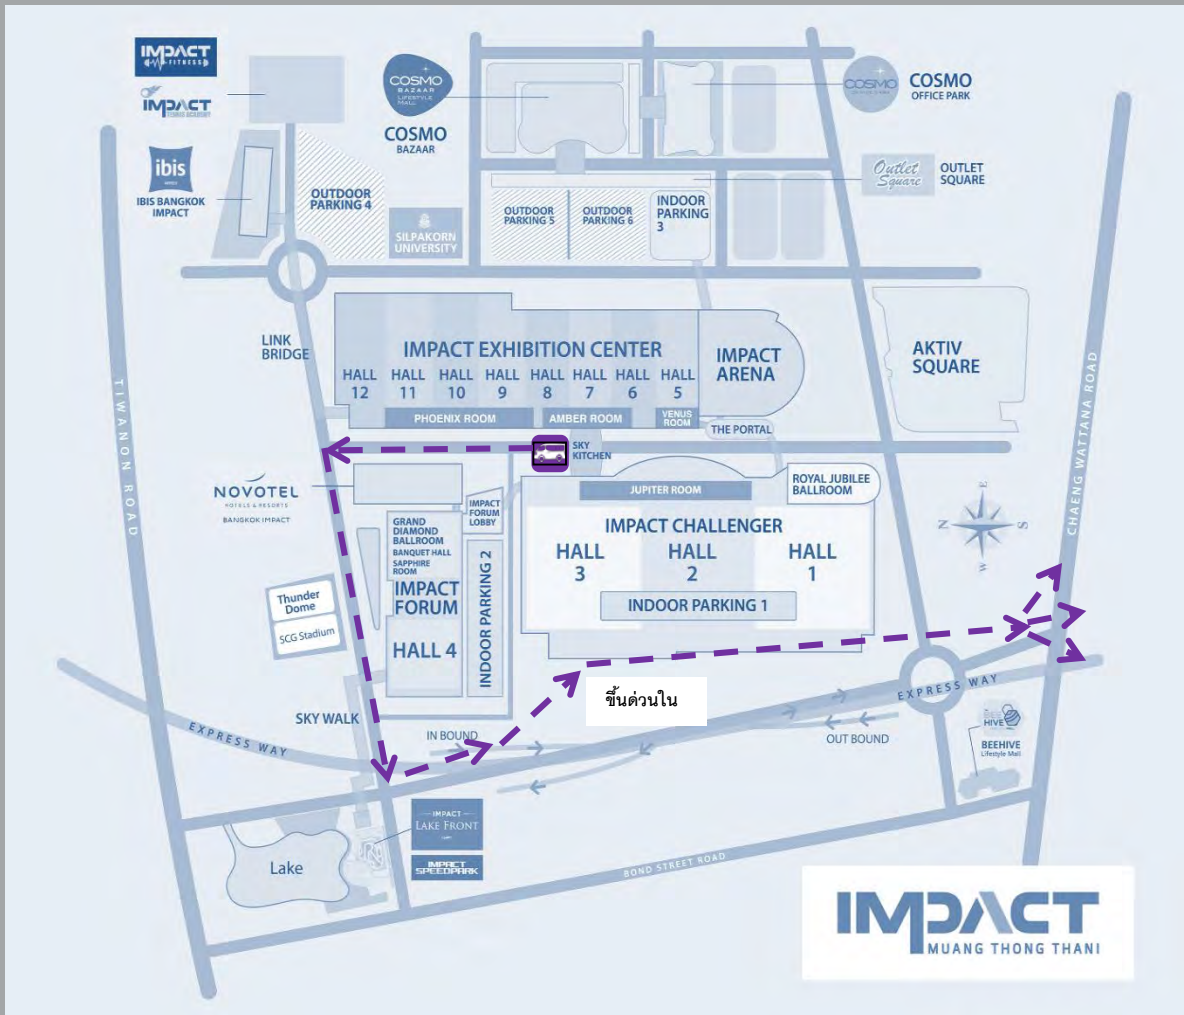 IMPACT
FITNESS
IMPACT
TENNIS ACADEMY
COSMO
BAZAAR
LIFESTYLE
MALL
COSMO
BAZAAR
COSMO
COSMO
OFFICE PARK
ibis
IBIS BANGKOK
IMPACT
OUTDOOR
PARKING 4
SILPAKORN
UNIVERSITY
OUTDOOR
PARKING 5
OUTDOOR
PARKING 6
INDOOR
PARKING
3
Outlet
Square
OUTLET
SQUARE
LINK
BRIDGE
IMPACT EXHIBITION CENTER
HALL
12
HALL
11
HALL
10
HALL
9
HALL
8
HALL
7
HALL
6
HALL
5
PHOENIX ROOM
AMBER ROOM
VENUS
ROOM
IMPACT
ARENA
THE PORTAL
AKTIV
SQUARE
TIWANON ROAD
CHAENG WATTANA ROAD
SKY
KITCHEN
NOVOTEL
HOTELS & RESORTS
BANGKOK IMPACT
IMPACT
FORUM
LOBBY
GRAND
DIAMOND
BALLROOM
BANQUET HALL
SAPPHIRE
ROOM
IMPACT
FORUM
HALL 4
INDOOR PARKING 2
JUPITER ROOM
ROYAL JUBILEE
BALLROOM
IMPACT CHALLENGER
HALL
3
HALL
2
HALL
1
INDOOR PARKING 1
E
N
S
W
Thunder
Dome
SCG Stadium
ขึ้นด่วนใน
SKY WALK
EXPRESS WAY
IN BOUND
OUT BOUND
EXPRESS WAY
BEE
HIVE
BEEHIVE
Lifestyle Mall
IMPACT
LAKE FRONT
IMPACT
SPEEDPARK
Lake
BOND STREET ROAD
IMPACT
MUANG THONG THANI